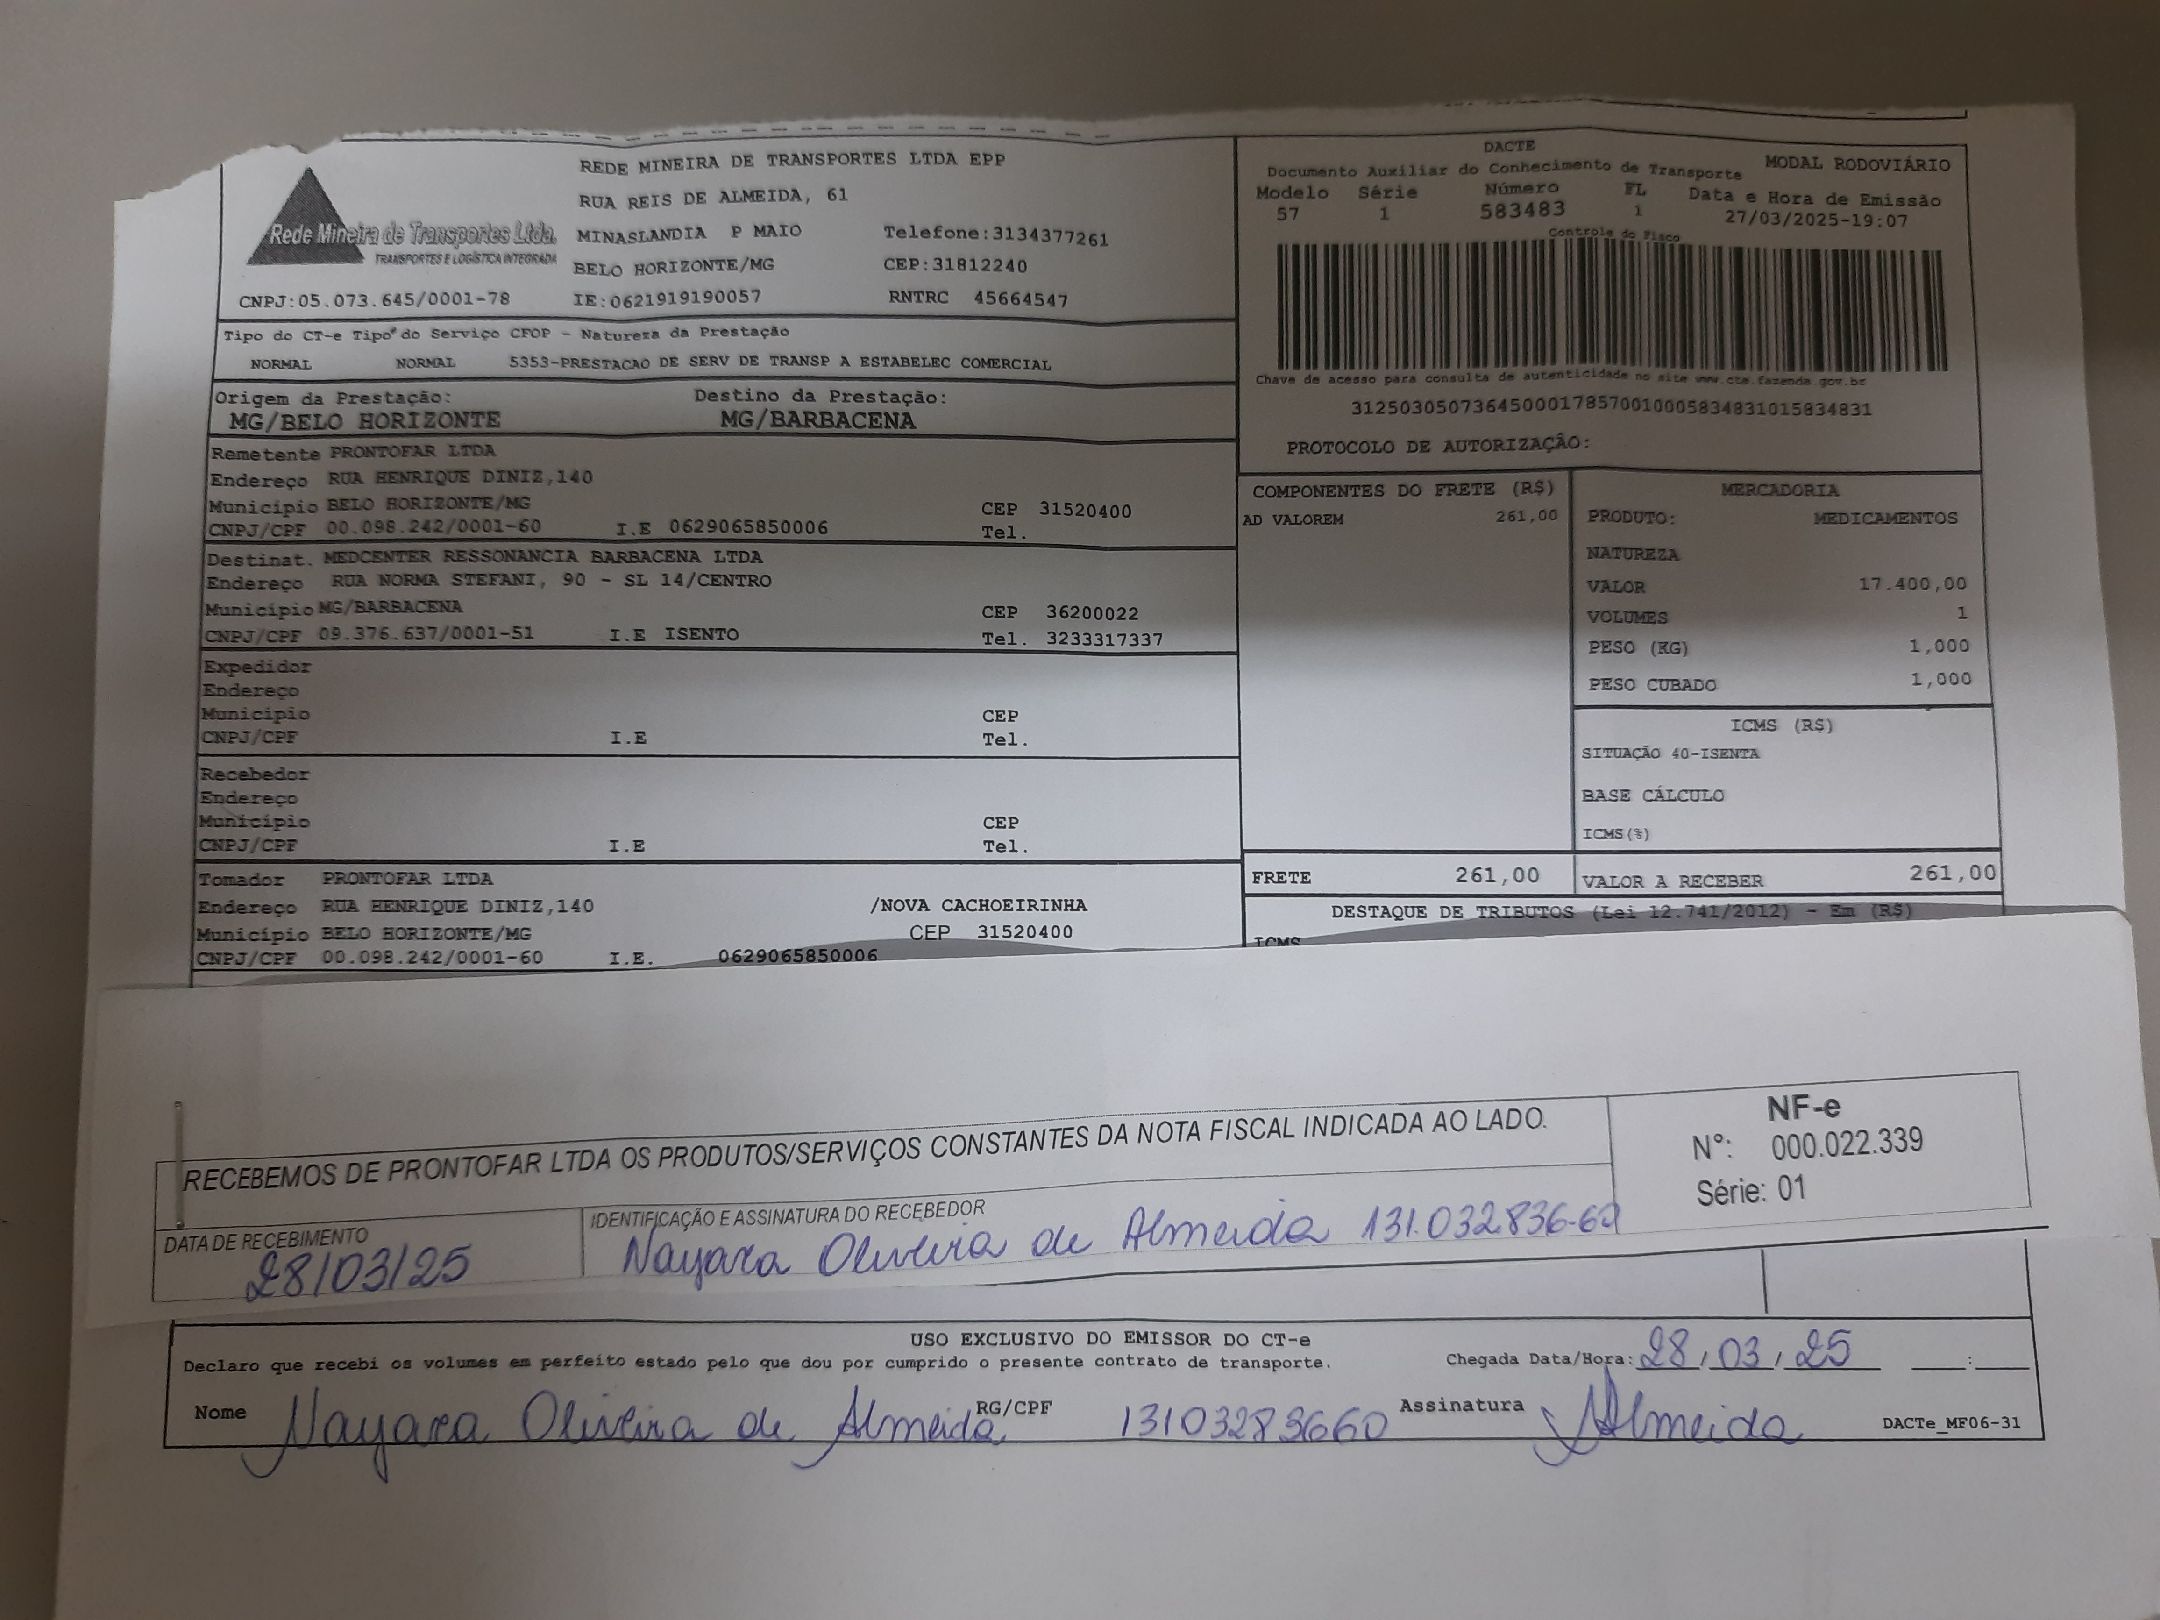 REDE MINEIRA DE TRANSPORTES LTDA EPP
RUA REIS DE ALMEIDA, 61
MINASLANDIA P MAIO Telefone:3134377261
BELO HORIZONTE/MG CEP:31812240
CNPJ:05.073.645/0001-78 IE:0621919190057 RNTRC 45664547
Rede Mineira de Transportes Ltda.
TRANSPORTES E LOGÍSTICA INTEGRADA
DACTE
Documento Auxiliar do Conhecimento de Transporte MODAL RODOVIÁRIO
Modelo Série Número FL Data e Hora de Emissão
57 1 583483 1 27/03/2025-19:07
Controle do Fisco
Chave de acesso para consulta de autenticidade no site www.cte.fazenda.gov.br
31250305073645000178570010005834831015834831
PROTOCOLO DE AUTORIZAÇÃO:
Tipo do CT-e Tipo do Serviço CFOP - Natureza da Prestação
NORMAL NORMAL 5353-PRESTACAO DE SERV DE TRANSP A ESTABELEC COMERCIAL
Origem da Prestação: Destino da Prestação:
MG/BELO HORIZONTE MG/BARBACENA
Remetente PRONTOFAR LTDA
Endereço RUA HENRIQUE DINIZ,140
Município BELO HORIZONTE/MG CEP 31520400
CNPJ/CPF 00.098.242/0001-60 I.E 0629065850006 Tel.
Destinat. MEDCENTER RESSONANCIA BARBACENA LTDA
Endereço RUA NORMA STEFANI, 90 - SL 14/CENTRO
Município MG/BARBACENA CEP 36200022
CNPJ/CPF 09.376.637/0001-51 I.E ISENTO Tel. 3233317337
Expedidor
Endereço
Município CEP
CNPJ/CPF I.E Tel.
Recebedor
Endereço
Município CEP
CNPJ/CPF I.E Tel.
Tomador PRONTOFAR LTDA
Endereço RUA HENRIQUE DINIZ,140 /NOVA CACHOEIRINHA
Município BELO HORIZONTE/MG CEP 31520400
CNPJ/CPF 00.098.242/0001-60 I.E. 0629065850006
COMPONENTES DO FRETE (R$)
AD VALOREM 261,00
MERCADORIA
PRODUTO: MEDICAMENTOS
NATUREZA
VALOR 17.400,00
VOLUMES 1
PESO (KG) 1,000
PESO CUBADO 1,000
ICMS (R$)
SITUAÇÃO 40-ISENTA
BASE CÁLCULO
ICMS(%)
FRETE 261,00 VALOR A RECEBER 261,00
DESTAQUE DE TRIBUTOS (Lei 12.741/2012) - Em (R$)
ICMS
RECEBEMOS DE PRONTOFAR LTDA OS PRODUTOS/SERVIÇOS CONSTANTES DA NOTA FISCAL INDICADA AO LADO.
NF-e
Nº: 000.022.339
Série: 01
DATA DE RECEBIMENTO IDENTIFICAÇÃO E ASSINATURA DO RECEBEDOR
28/03/25 Nayara Oliveira de Almeida 131.032.836-60
USO EXCLUSIVO DO EMISSOR DO CT-e
Declaro que recebi os volumes em perfeito estado pelo que dou por cumprido o presente contrato de transporte. Chegada Data/Hora: 28/03/25 __:__
Nome Nayara Oliveira de Almeida RG/CPF 13103283660 Assinatura Almeida DACTe_MF06-31